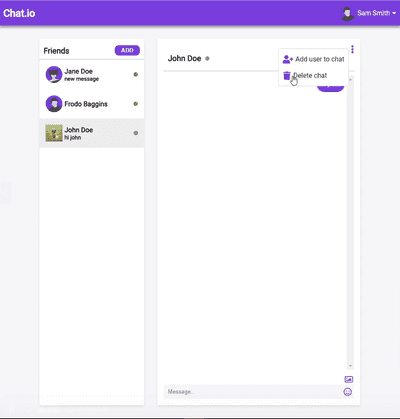 Chat.io
Sam Smith
Friends
ADD
Jane Doe
new message
Frodo Baggins
John Doe
hi john
John Doe
Add user to chat
Delete chat
Message..